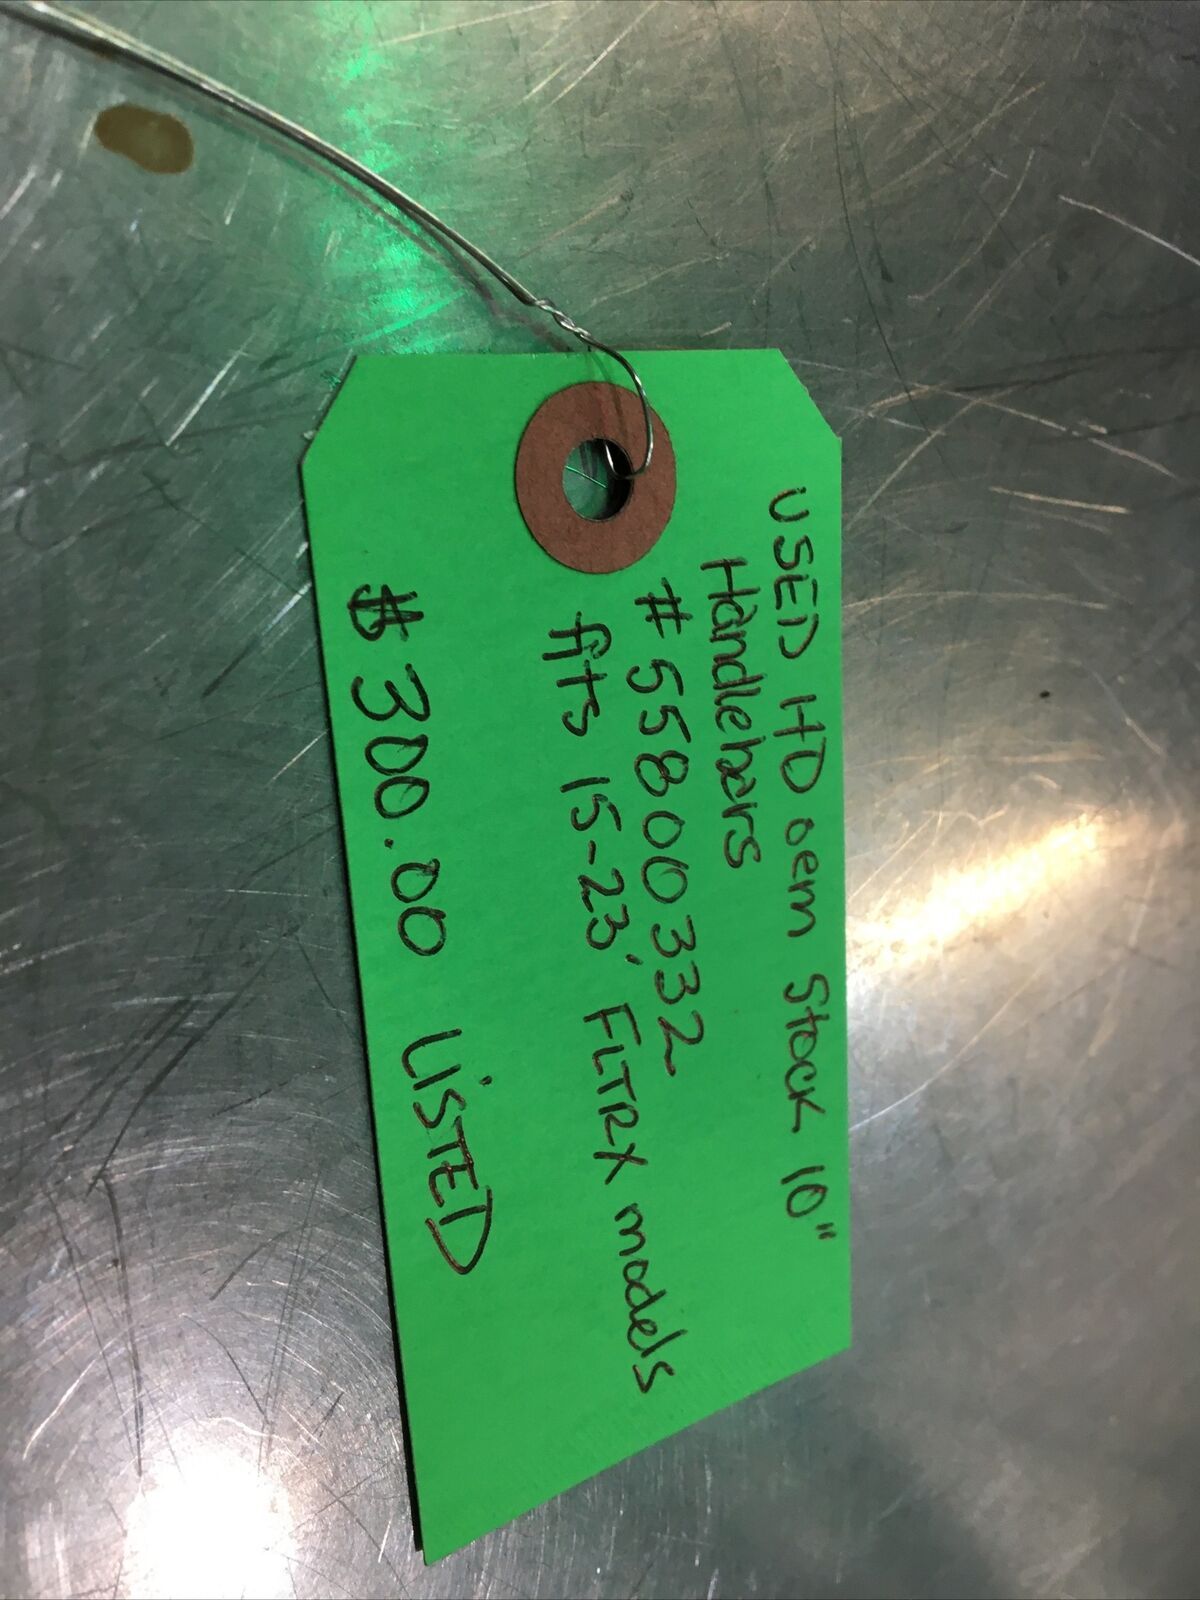 USED HD oem Stock 10"
Handlebars
# 55800332
fits 15-23, FLTRX models
$300.00 LISTED